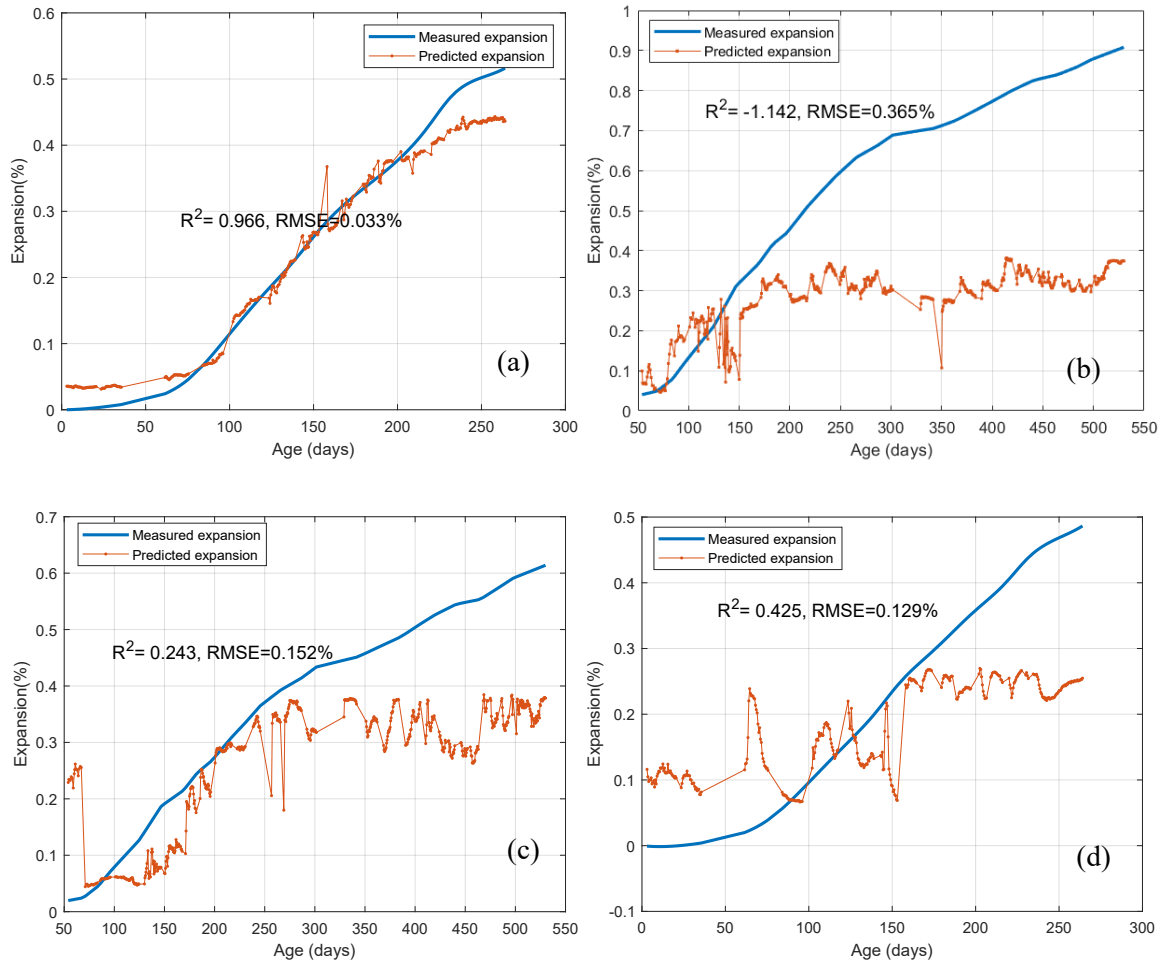 0.6
0.5
0.4
0.3
0.2
0.1
0
Expansion(%)
Measured expansion
Predicted expansion
R2= 0.966, RMSE=0.033%
(a)
0 50 100 150 200 250 300
Age (days)
1
0.9
0.8
0.7
0.6
0.5
0.4
0.3
0.2
0.1
0
Expansion(%)
Measured expansion
Predicted expansion
R2= -1.142, RMSE=0.365%
(b)
50 100 150 200 250 300 350 400 450 500 550
Age (days)
0.7
0.6
0.5
0.4
0.3
0.2
0.1
0
Expansion(%)
Measured expansion
Predicted expansion
R2= 0.243, RMSE=0.152%
(c)
50 100 150 200 250 300 350 400 450 500 550
Age (days)
0.5
0.4
0.3
0.2
0.1
0
-0.1
Expansion(%)
Measured expansion
Predicted expansion
R2= 0.425, RMSE=0.129%
(d)
0 50 100 150 200 250 300
Age (days)